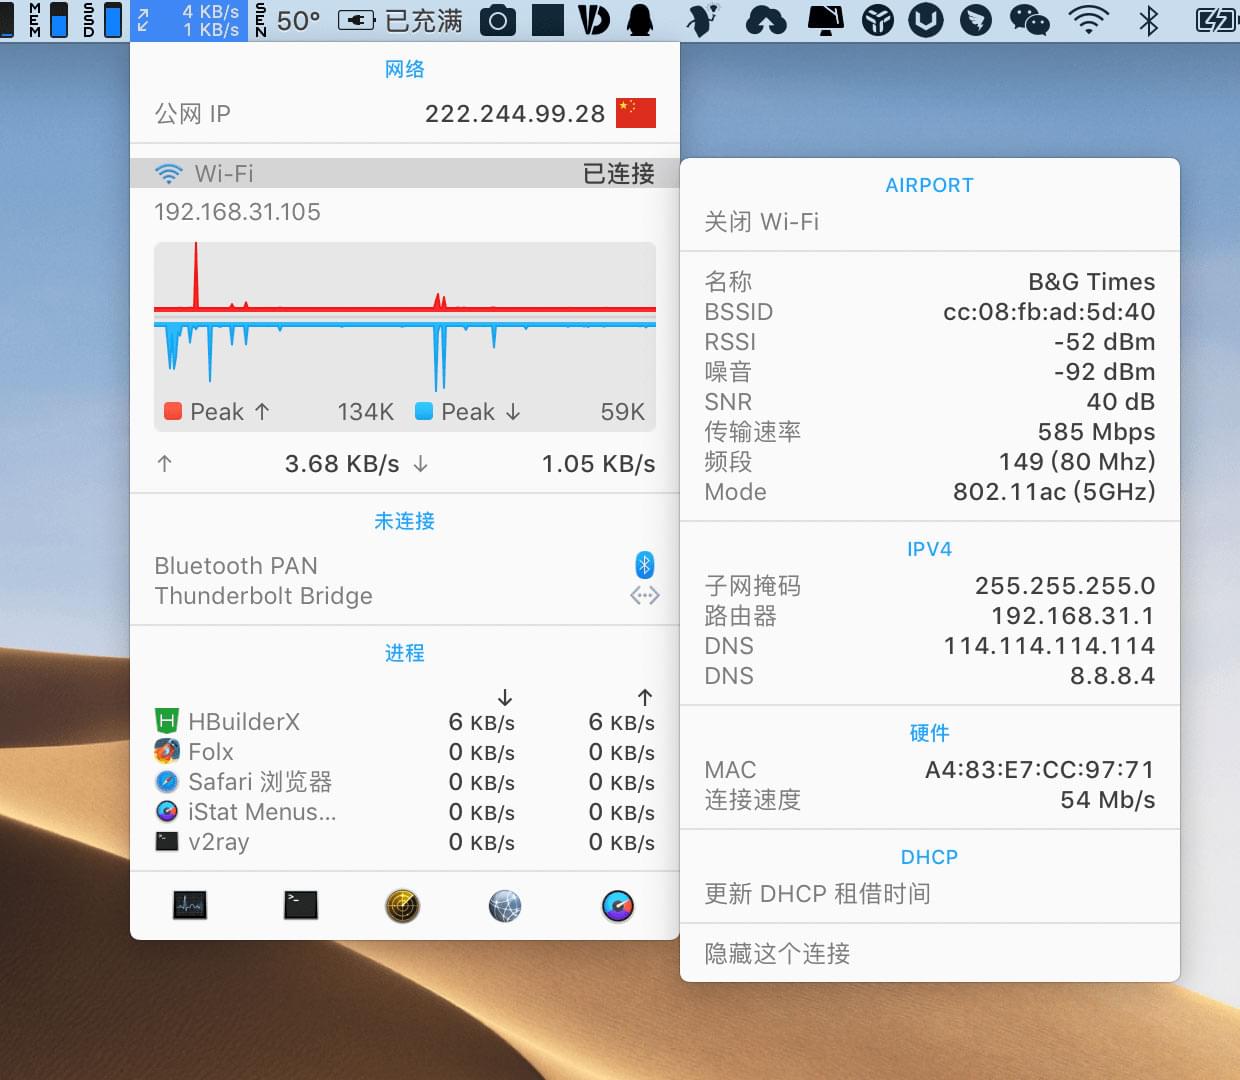 MEM
SSD
4 KB/s
1 KB/s
SEN
50°
已充满
网络
公网 IP 222.244.99.28
Wi-Fi 已连接
192.168.31.105
Peak ↑ 134K Peak ↓ 59K
↑ 3.68 KB/s ↓ 1.05 KB/s
未连接
Bluetooth PAN
Thunderbolt Bridge
进程
↓ ↑
HBuilderX 6 KB/s 6 KB/s
Folx 0 KB/s 0 KB/s
Safari 浏览器 0 KB/s 0 KB/s
iStat Menus... 0 KB/s 0 KB/s
v2ray 0 KB/s 0 KB/s
AIRPORT
关闭 Wi-Fi
名称 B&G Times
BSSID cc:08:fb:ad:5d:40
RSSI -52 dBm
噪音 -92 dBm
SNR 40 dB
传输速率 585 Mbps
频段 149 (80 Mhz)
Mode 802.11ac (5GHz)
IPV4
子网掩码 255.255.255.0
路由器 192.168.31.1
DNS 114.114.114.114
DNS 8.8.8.4
硬件
MAC A4:83:E7:CC:97:71
连接速度 54 Mb/s
DHCP
更新 DHCP 租借时间
隐藏这个连接